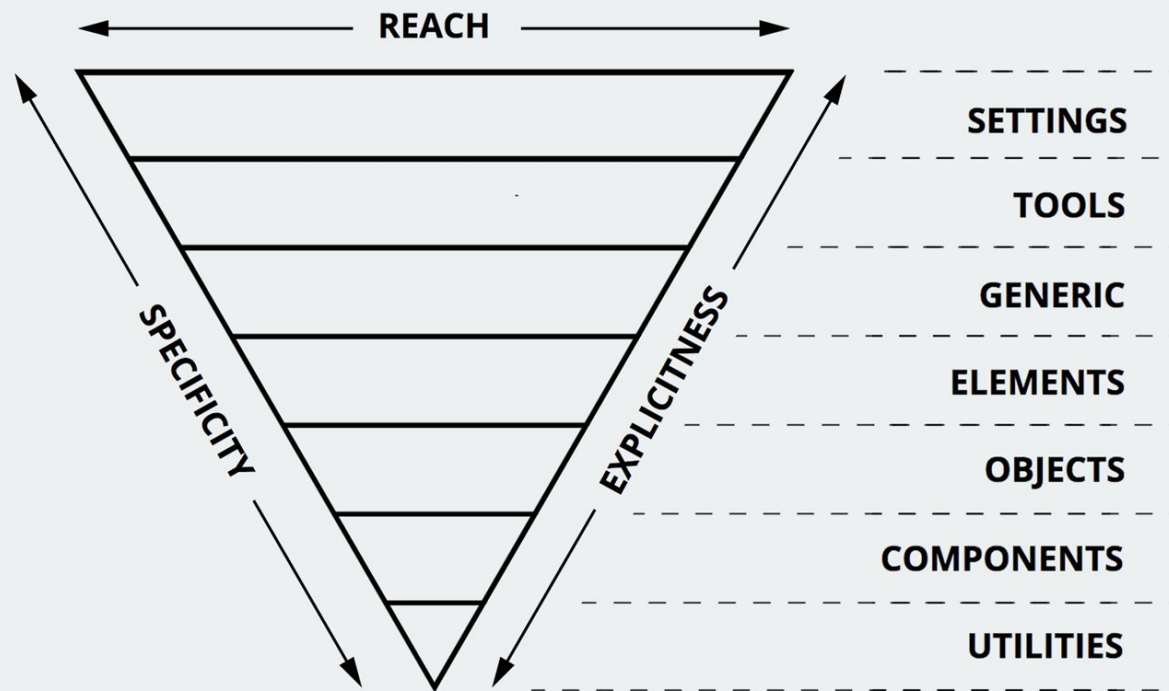 REACH
SETTINGS
TOOLS
GENERIC
ELEMENTS
OBJECTS
COMPONENTS
UTILITIES
SPECIFICITY
EXPLICITNESS